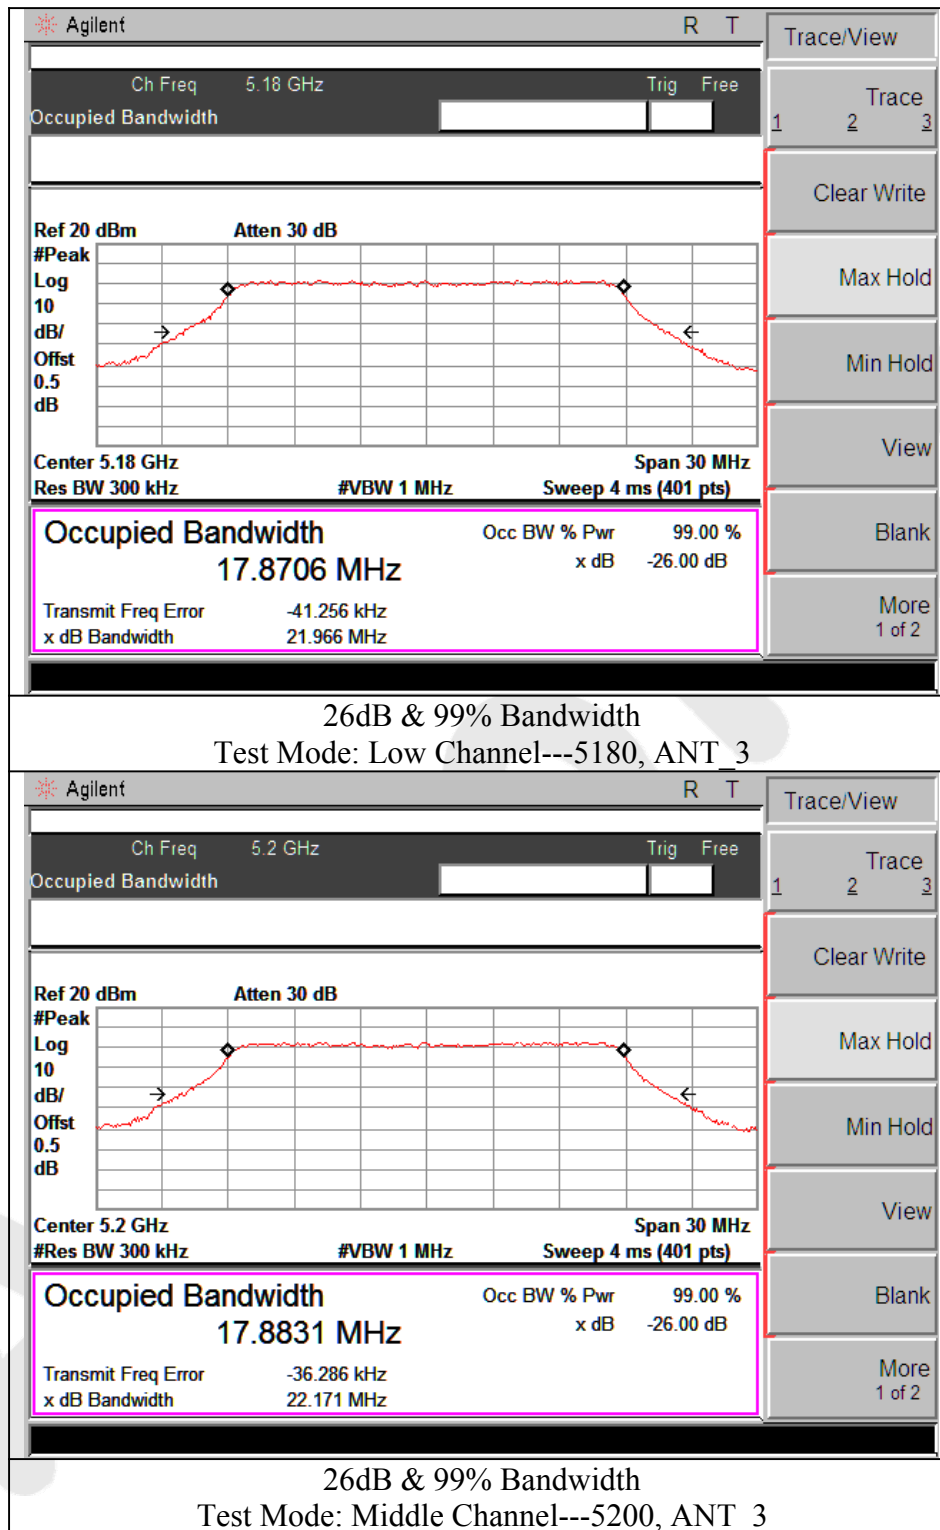 Agilent R T Trace/View
Ch Freq 5.18 GHz Trig Free
Occupied Bandwidth
Trace
1 2 3
Clear Write
Ref 20 dBm Atten 30 dB
#Peak
Log
10
dB/
Offst
0.5
dB
Max Hold
Min Hold
View
Center 5.18 GHz Span 30 MHz
Res BW 300 kHz #VBW 1 MHz Sweep 4 ms (401 pts)
Occupied Bandwidth Occ BW % Pwr 99.00 %
17.8706 MHz x dB -26.00 dB
Blank
Transmit Freq Error -41.256 kHz
x dB Bandwidth 21.966 MHz
More
1 of 2
26dB & 99% Bandwidth
Test Mode: Low Channel---5180, ANT_3
Agilent R T Trace/View
Ch Freq 5.2 GHz Trig Free
Occupied Bandwidth
Trace
1 2 3
Clear Write
Ref 20 dBm Atten 30 dB
#Peak
Log
10
dB/
Offst
0.5
dB
Max Hold
Min Hold
View
Center 5.2 GHz Span 30 MHz
#Res BW 300 kHz #VBW 1 MHz Sweep 4 ms (401 pts)
Occupied Bandwidth Occ BW % Pwr 99.00 %
17.8831 MHz x dB -26.00 dB
Blank
Transmit Freq Error -36.286 kHz
x dB Bandwidth 22.171 MHz
More
1 of 2
26dB & 99% Bandwidth
Test Mode: Middle Channel---5200, ANT_3